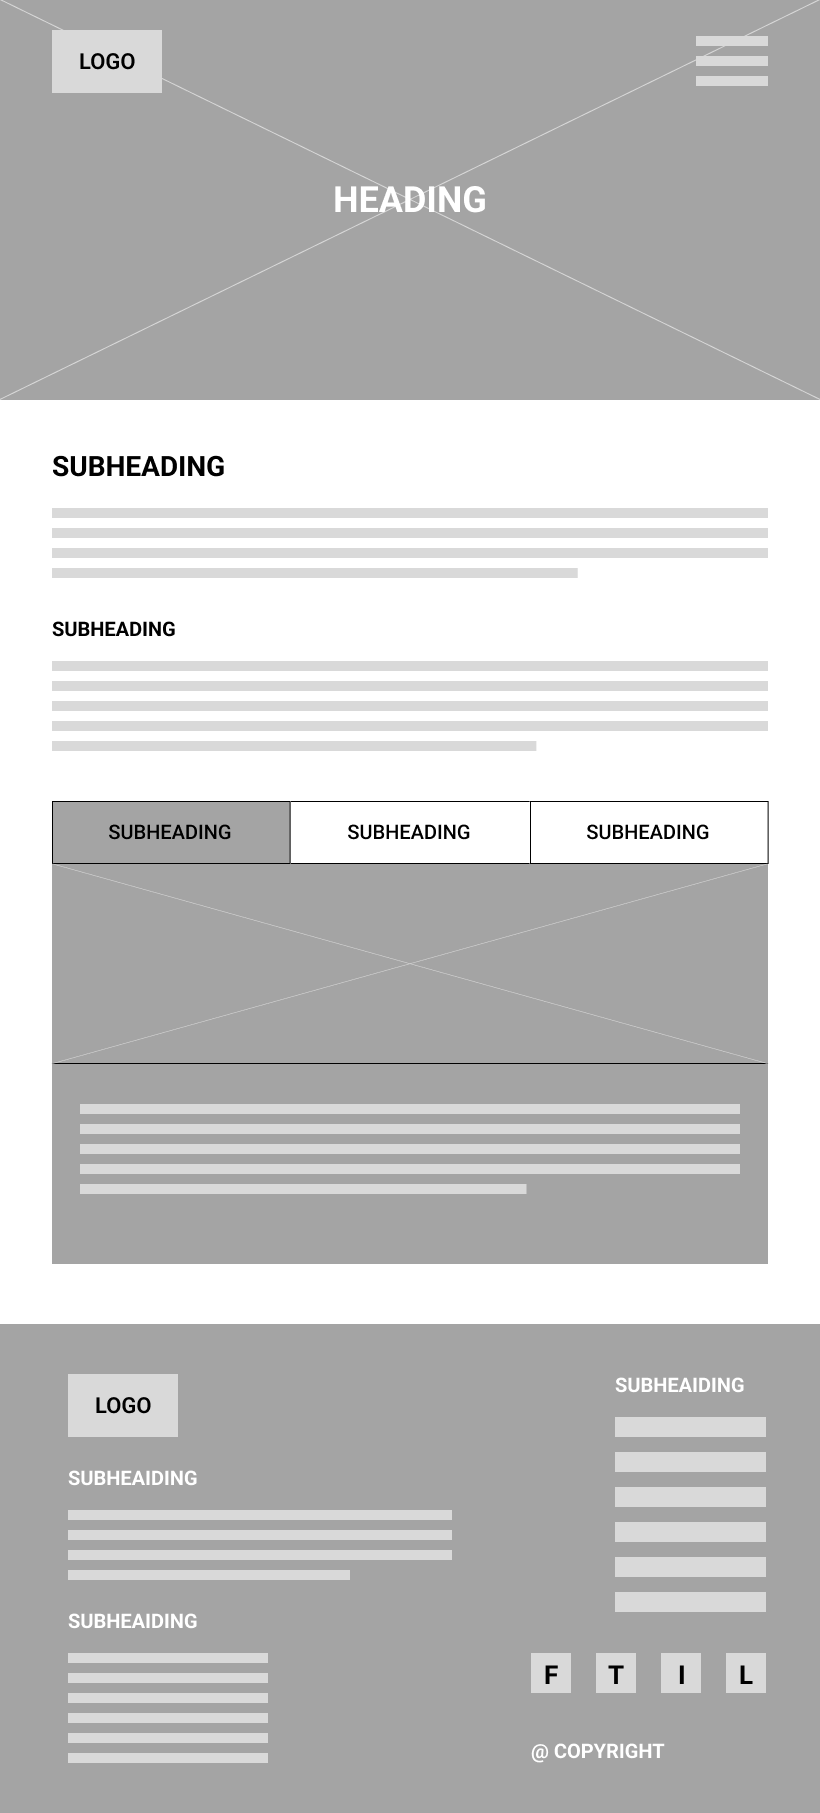 LOGO
HEADING
SUBHEADING
SUBHEADING
SUBHEADING
SUBHEADING
SUBHEADING
LOGO
SUBHEAIDING
SUBHEAIDING
SUBHEAIDING
F T I L
@ COPYRIGHT